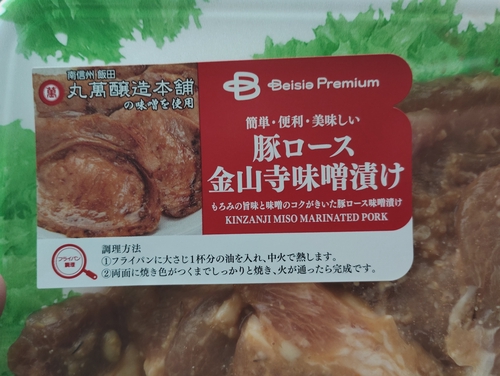 南信州 飯田
萬
丸萬醸造本舗
の味噌を使用
Beisia Premium
簡単・便利・美味しい
豚ロース
金山寺味噌漬け
もろみの旨味と味噌のコクがきいた豚ロース味噌漬け
KINZANJI MISO MARINATED PORK
フライパン
調理
調理方法
①フライパンに大さじ1杯分の油を入れ、中火で熱します。
②両面に焼き色がつくまでしっかりと焼き、火が通ったら完成です。